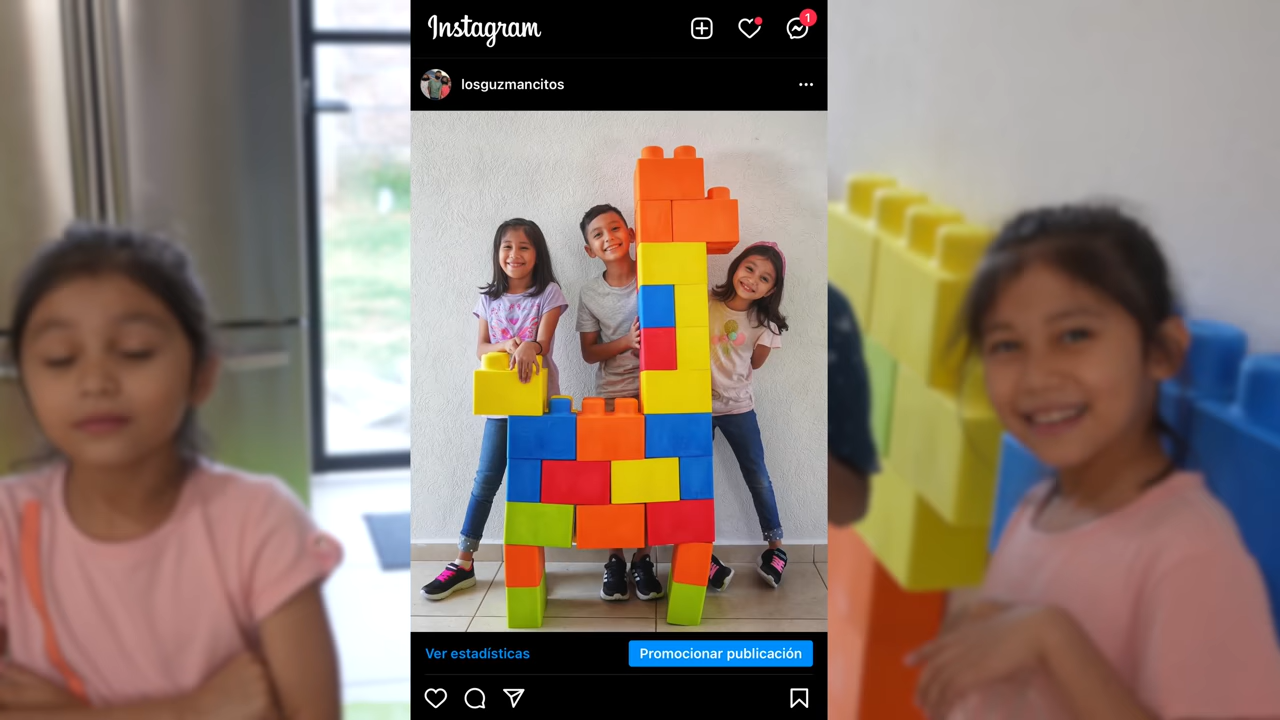 Instagram
1
losguzmancitos
Ver estadísticas
Promocionar publicación